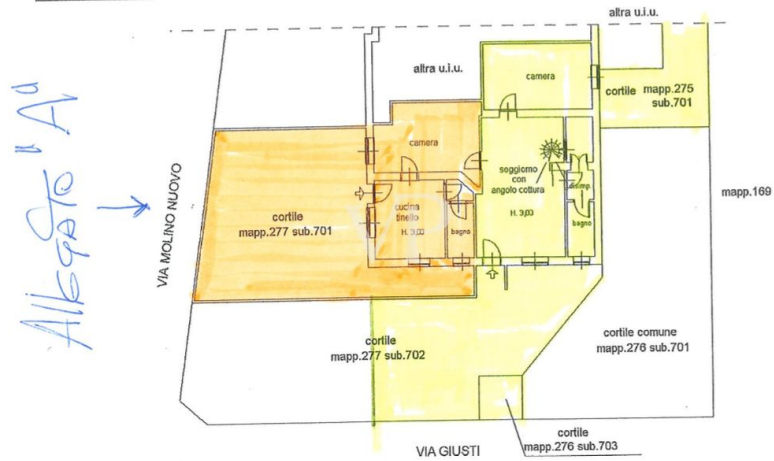 altra u.i.u.
altra u.i.u.
camera
cortile mapp.275
sub.701
camera
soggiorno
con
angolo cottura
H. 3,00
disimp.
bagno
mapp.169
Allegato "A"
VIA MOLINO NUOVO
cortile
mapp.277 sub.701
cucina
tinello
H. 3,00
bagno
cortile
mapp.277 sub.702
cortile comune
mapp.276 sub.701
cortile
mapp.276 sub.703
VIA GIUSTI